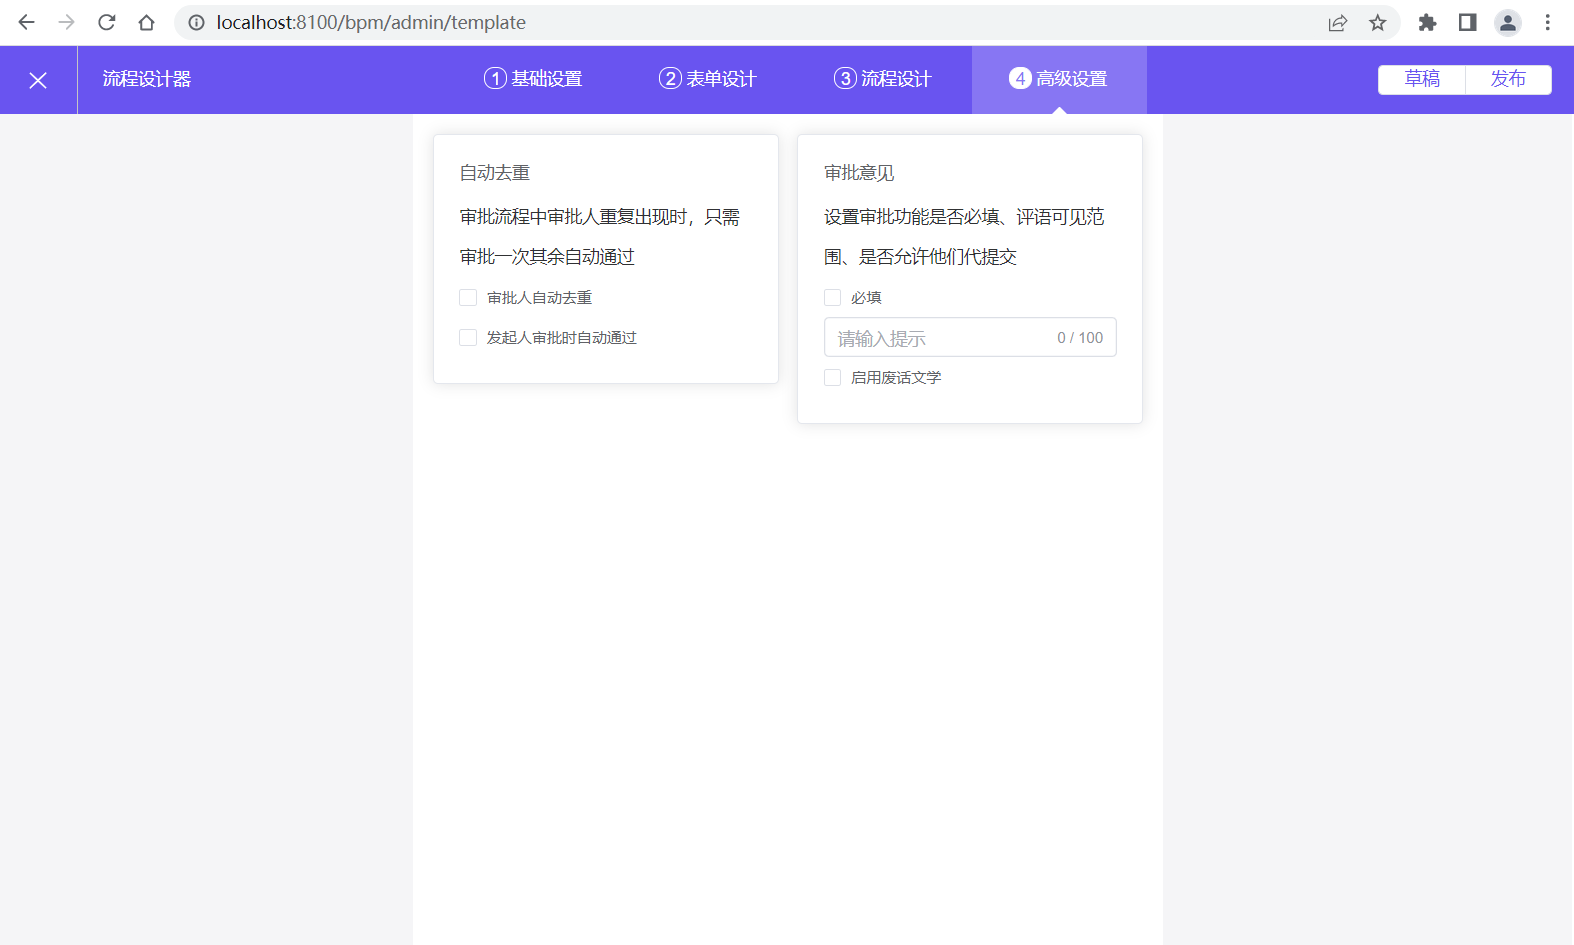 localhost:8100/bpm/admin/template
流程设计器
1 基础设置
2 表单设计
3 流程设计
4 高级设置
草稿
发布
自动去重
审批流程中审批人重复出现时，只需
审批一次其余自动通过
审批人自动去重
发起人审批时自动通过
审批意见
设置审批功能是否必填、评语可见范
围、是否允许他们代提交
必填
请输入提示 0 / 100
启用废话文学